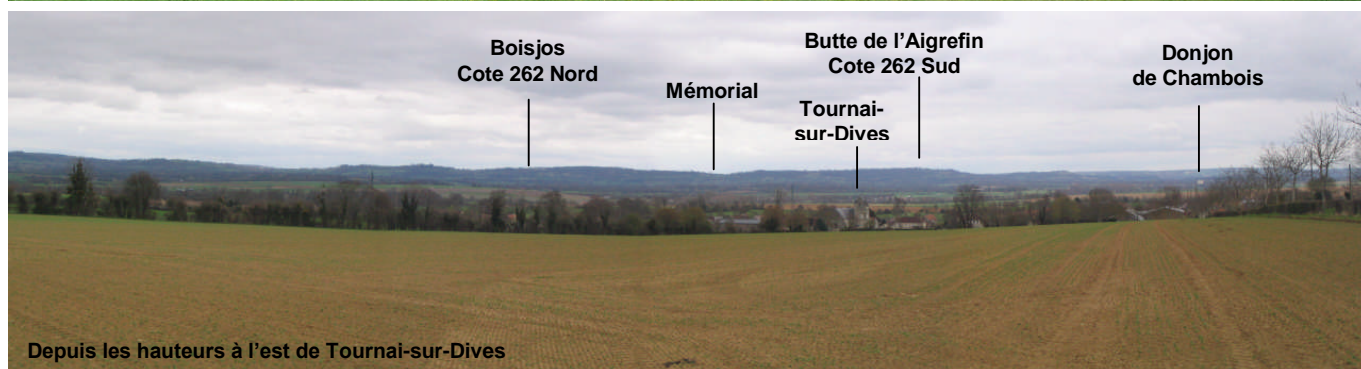 Boisjos
Cote 262 Nord
Mémorial
Butte de l’Aigrefin
Cote 262 Sud
Tournai-
sur-Dives
Donjon
de Chambois
Depuis les hauteurs à l’est de Tournai-sur-Dives